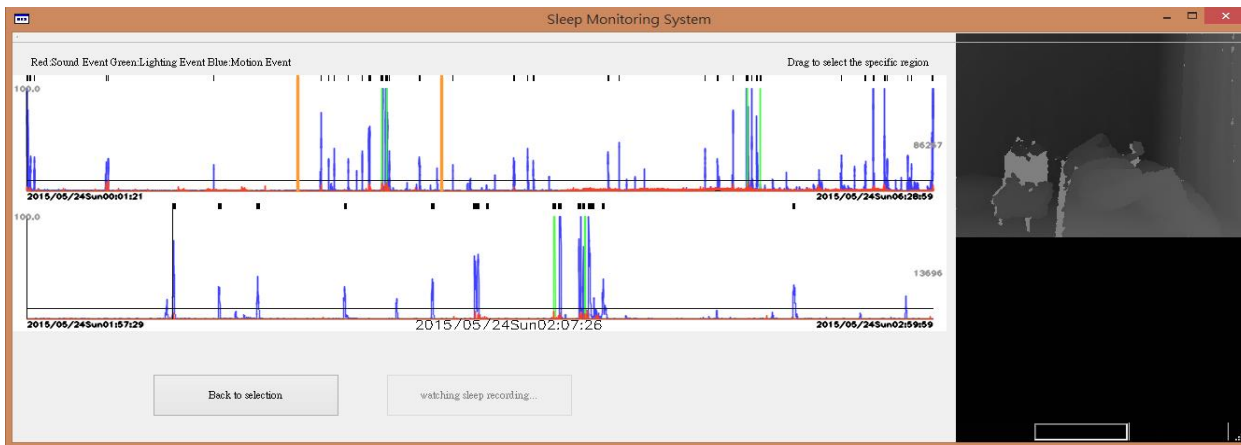 Sleep Monitoring System
Red:Sound Event Green:Lighting Event Blue:Motion Event
Drag to select the specific region
100.0
86267
2015/05/24Sun00:01:21
2015/05/24Sun06:28:59
100.0
13696
2015/05/24Sun01:57:29
2015/05/24Sun02:07:26
2015/05/24Sun02:59:59
Back to selection
watching sleep recording...